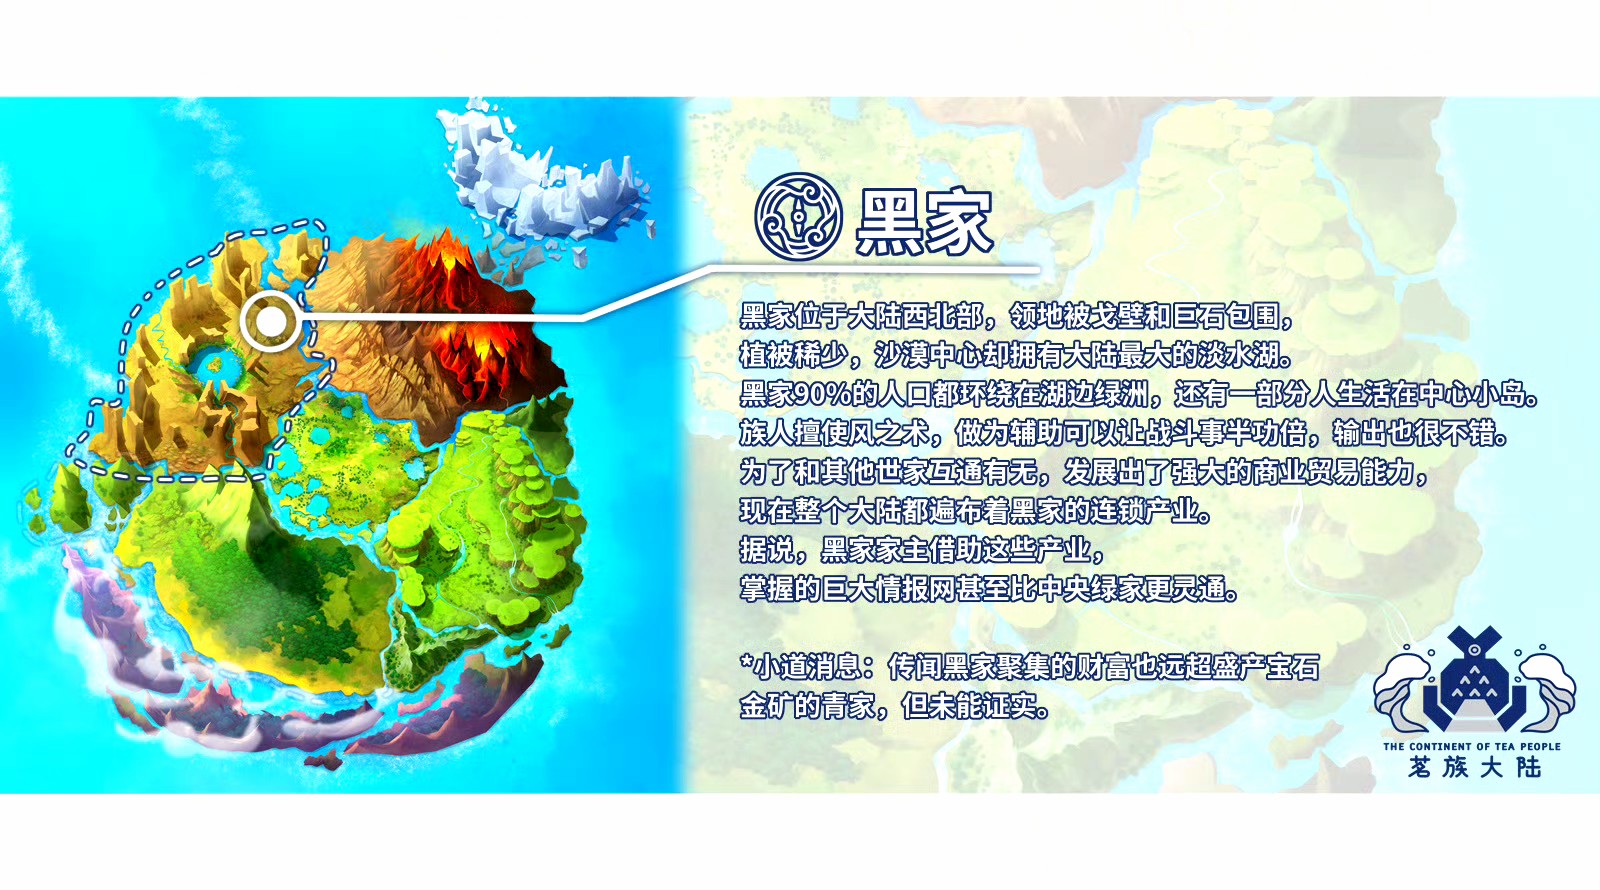 黑家
黑家位于大陆西北部，领地被戈壁和巨石包围，
植被稀少，沙漠中心却拥有大陆最大的淡水湖。
黑家90%的人口都环绕在湖边绿洲，还有一部分人生活在中心小岛。
族人擅使风之术，做为辅助可以让战斗事半功倍，输出也很不错。
为了和其他世家互通有无，发展出了强大的商业贸易能力，
现在整个大陆都遍布着黑家的连锁产业。
据说，黑家家主借助这些产业，
掌握的巨大情报网甚至比中央绿家更灵通。
*小道消息：传闻黑家聚集的财富也远超盛产宝石
金矿的青家，但未能证实。
THE CONTINENT OF TEA PEOPLE
茗族大陆